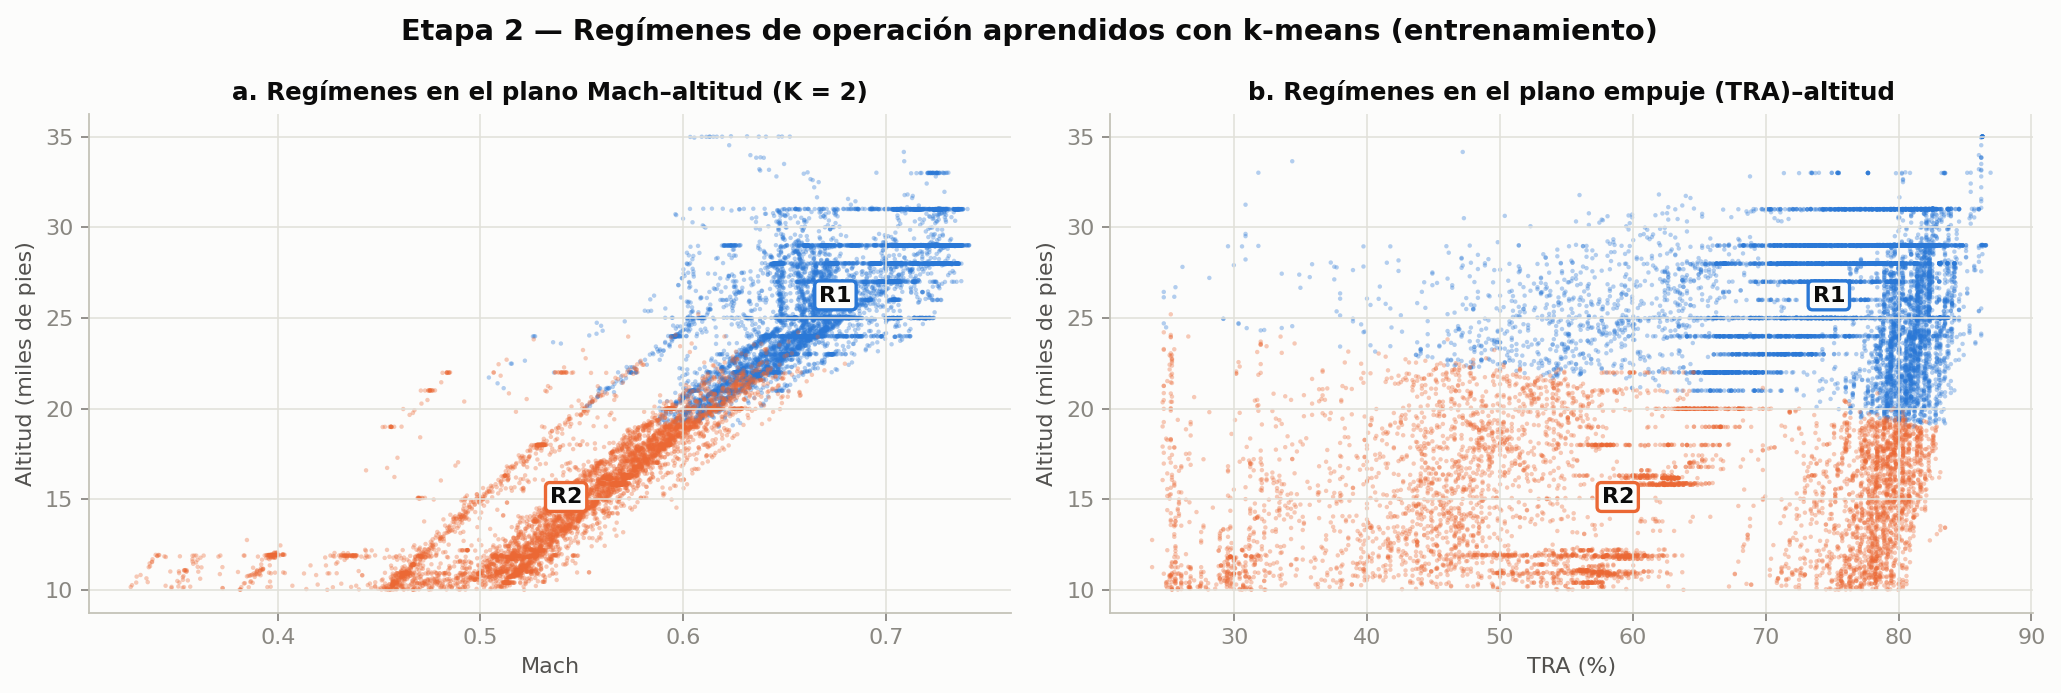 Etapa 2 — Regímenes de operación aprendidos con k-means (entrenamiento)
a. Regímenes en el plano Mach–altitud (K = 2)
Altitud (miles de pies)
35
30
25
20
15
10
R1
R2
0.4 0.5 0.6 0.7
Mach
b. Regímenes en el plano empuje (TRA)–altitud
Altitud (miles de pies)
35
30
25
20
15
10
R1
R2
30 40 50 60 70 80 90
TRA (%)